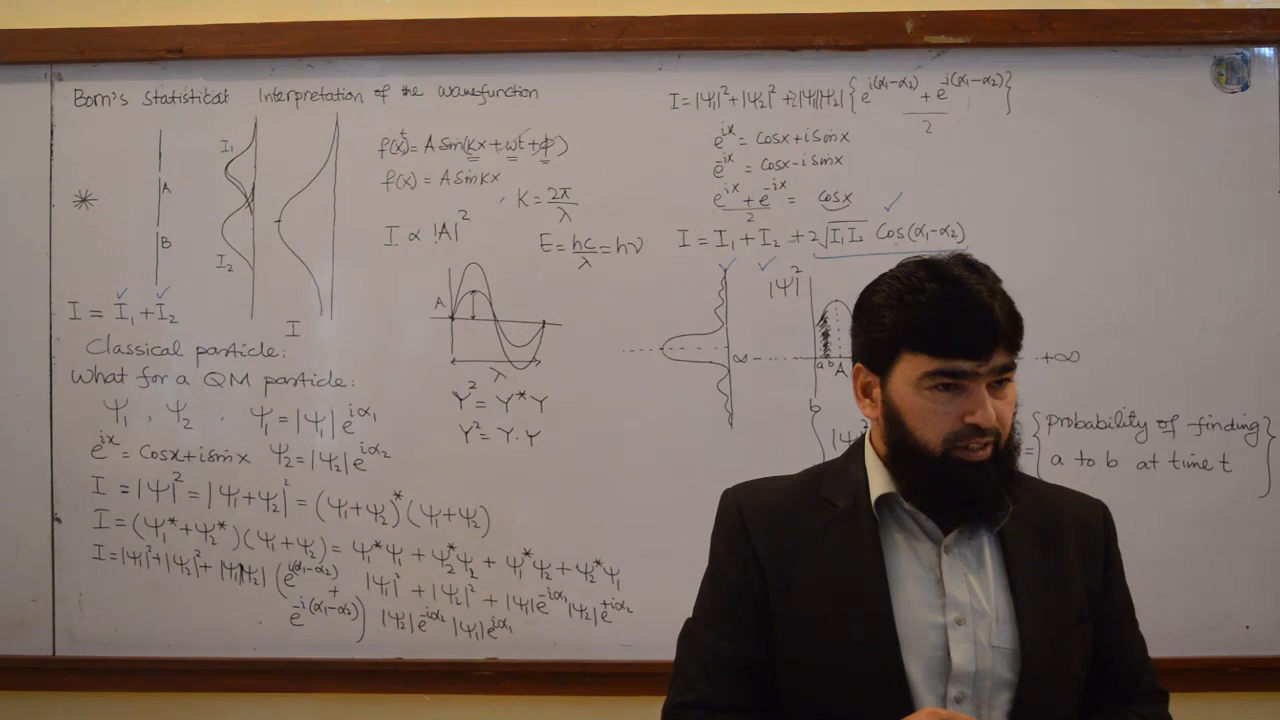 Born's Statistical Interpretation of the wavefunction
I₁
A
B
I₂
I
I = I₁ + I₂
Classical particle:
What for a QM particle:
Ψ₁ , Ψ₂ Ψ₁ = |Ψ₁| e^{iα₁}
e^{ix} = Cosx + i sinx Ψ₂ = |Ψ₂| e^{iα₂}
I = |Ψ|² = |Ψ₁+Ψ₂|² = (Ψ₁+Ψ₂)* (Ψ₁+Ψ₂)
I = (Ψ₁*+Ψ₂*)(Ψ₁+Ψ₂) = Ψ₁*Ψ₁ + Ψ₂*Ψ₂ + Ψ₁*Ψ₂ + Ψ₂*Ψ₁
I = |Ψ₁|²+|Ψ₂|²+ |Ψ₁||Ψ₂| (e^{i(α₁-α₂)} + e^{-i(α₁-α₂)})
|Ψ₁|² + |Ψ₂|² + |Ψ₁|e^{-iα₁} |Ψ₂|e^{+iα₂}
|Ψ₂|e^{-iα₂} |Ψ₁|e^{iα₁}
= A Sin(Kx + ωt + φ)
f(x) = A Sin Kx
, K = 2π/λ
I ∝ |A|²
E = hc/λ = hν
A
λ
Y² = Y* Y
Y² = Y · Y
I = |Ψ₁|² + |Ψ₂|² + 2|Ψ₁||Ψ₂| {e^{i(α₁-α₂)} + e^{-i(α₁-α₂)}/2}
e^{ix} = Cosx + i Sinx
e^{-ix} = Cosx - i Sinx
e^{ix} + e^{-ix}/2 = Cosx
I = I₁ + I₂ + 2√I₁I₂ Cos(α₁-α₂)
|Ψ|²
∞ a b A +∞
b
∫ |Ψ
= {probability of finding
a to b at time t}